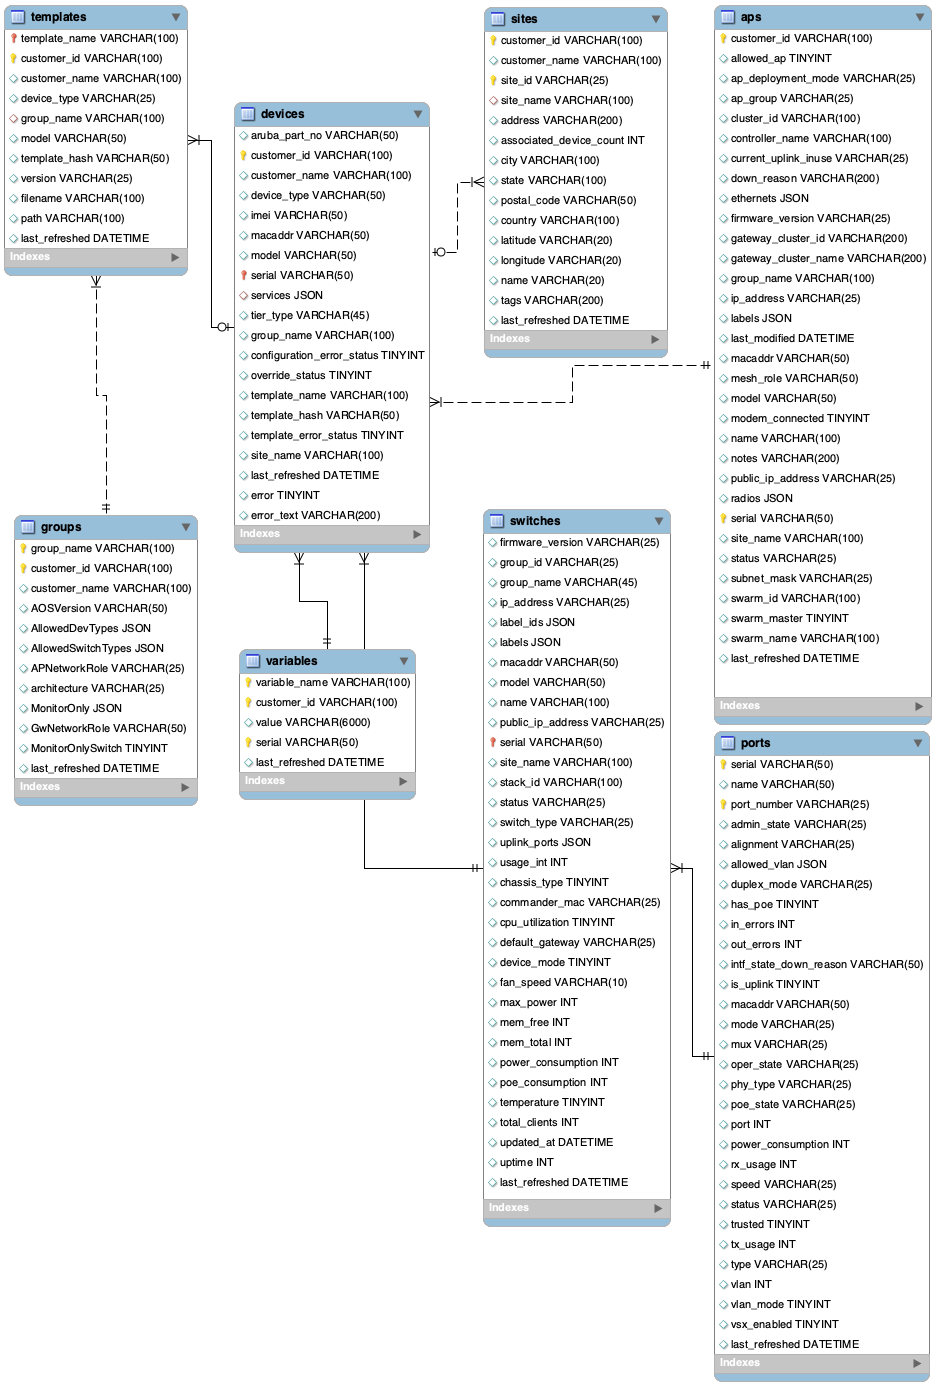 templates
template_name VARCHAR(100)
customer_id VARCHAR(100)
customer_name VARCHAR(100)
device_type VARCHAR(25)
group_name VARCHAR(100)
model VARCHAR(50)
template_hash VARCHAR(50)
version VARCHAR(25)
filename VARCHAR(100)
path VARCHAR(100)
last_refreshed DATETIME
Indexes
devices
aruba_part_no VARCHAR(50)
customer_id VARCHAR(100)
customer_name VARCHAR(100)
device_type VARCHAR(50)
imei VARCHAR(50)
macaddr VARCHAR(50)
model VARCHAR(50)
serial VARCHAR(50)
services JSON
tier_type VARCHAR(45)
group_name VARCHAR(100)
configuration_error_status TINYINT
override_status TINYINT
template_name VARCHAR(100)
template_hash VARCHAR(50)
template_error_status TINYINT
site_name VARCHAR(100)
last_refreshed DATETIME
error TINYINT
error_text VARCHAR(200)
Indexes
sites
customer_id VARCHAR(100)
customer_name VARCHAR(100)
site_id VARCHAR(25)
site_name VARCHAR(100)
address VARCHAR(200)
associated_device_count INT
city VARCHAR(100)
state VARCHAR(100)
postal_code VARCHAR(50)
country VARCHAR(100)
latitude VARCHAR(20)
longitude VARCHAR(20)
name VARCHAR(20)
tags VARCHAR(200)
last_refreshed DATETIME
Indexes
aps
customer_id VARCHAR(100)
allowed_ap TINYINT
ap_deployment_mode VARCHAR(25)
ap_group VARCHAR(25)
cluster_id VARCHAR(100)
controller_name VARCHAR(100)
current_uplink_inuse VARCHAR(25)
down_reason VARCHAR(200)
ethernets JSON
firmware_version VARCHAR(25)
gateway_cluster_id VARCHAR(200)
gateway_cluster_name VARCHAR(200)
group_name VARCHAR(100)
ip_address VARCHAR(25)
labels JSON
last_modified DATETIME
macaddr VARCHAR(50)
mesh_role VARCHAR(50)
model VARCHAR(50)
modem_connected TINYINT
name VARCHAR(100)
notes VARCHAR(200)
public_ip_address VARCHAR(25)
radios JSON
serial VARCHAR(50)
site_name VARCHAR(100)
status VARCHAR(25)
subnet_mask VARCHAR(25)
swarm_id VARCHAR(100)
swarm_master TINYINT
swarm_name VARCHAR(100)
last_refreshed DATETIME
Indexes
groups
group_name VARCHAR(100)
customer_id VARCHAR(100)
customer_name VARCHAR(100)
AOSVersion VARCHAR(50)
AllowedDevTypes JSON
AllowedSwitchTypes JSON
APNetworkRole VARCHAR(25)
architecture VARCHAR(25)
MonitorOnly JSON
GwNetworkRole VARCHAR(50)
MonitorOnlySwitch TINYINT
last_refreshed DATETIME
Indexes
variables
variable_name VARCHAR(100)
customer_id VARCHAR(100)
value VARCHAR(6000)
serial VARCHAR(50)
last_refreshed DATETIME
Indexes
switches
firmware_version VARCHAR(25)
group_id VARCHAR(25)
group_name VARCHAR(45)
ip_address VARCHAR(25)
label_ids JSON
labels JSON
macaddr VARCHAR(50)
model VARCHAR(50)
name VARCHAR(100)
public_ip_address VARCHAR(25)
serial VARCHAR(50)
site_name VARCHAR(100)
stack_id VARCHAR(100)
status VARCHAR(25)
switch_type VARCHAR(25)
uplink_ports JSON
usage_int INT
chassis_type TINYINT
commander_mac VARCHAR(25)
cpu_utilization TINYINT
default_gateway VARCHAR(25)
device_mode TINYINT
fan_speed VARCHAR(10)
max_power INT
mem_free INT
mem_total INT
power_consumption INT
poe_consumption INT
temperature TINYINT
total_clients INT
updated_at DATETIME
uptime INT
last_refreshed DATETIME
Indexes
ports
serial VARCHAR(50)
name VARCHAR(50)
port_number VARCHAR(25)
admin_state VARCHAR(25)
alignment VARCHAR(25)
allowed_vlan JSON
duplex_mode VARCHAR(25)
has_poe TINYINT
in_errors INT
out_errors INT
intf_state_down_reason VARCHAR(50)
is_uplink TINYINT
macaddr VARCHAR(50)
mode VARCHAR(25)
mux VARCHAR(25)
oper_state VARCHAR(25)
phy_type VARCHAR(25)
poe_state VARCHAR(25)
port INT
power_consumption INT
rx_usage INT
speed VARCHAR(25)
status VARCHAR(25)
trusted TINYINT
tx_usage INT
type VARCHAR(25)
vlan INT
vlan_mode TINYINT
vsx_enabled TINYINT
last_refreshed DATETIME
Indexes